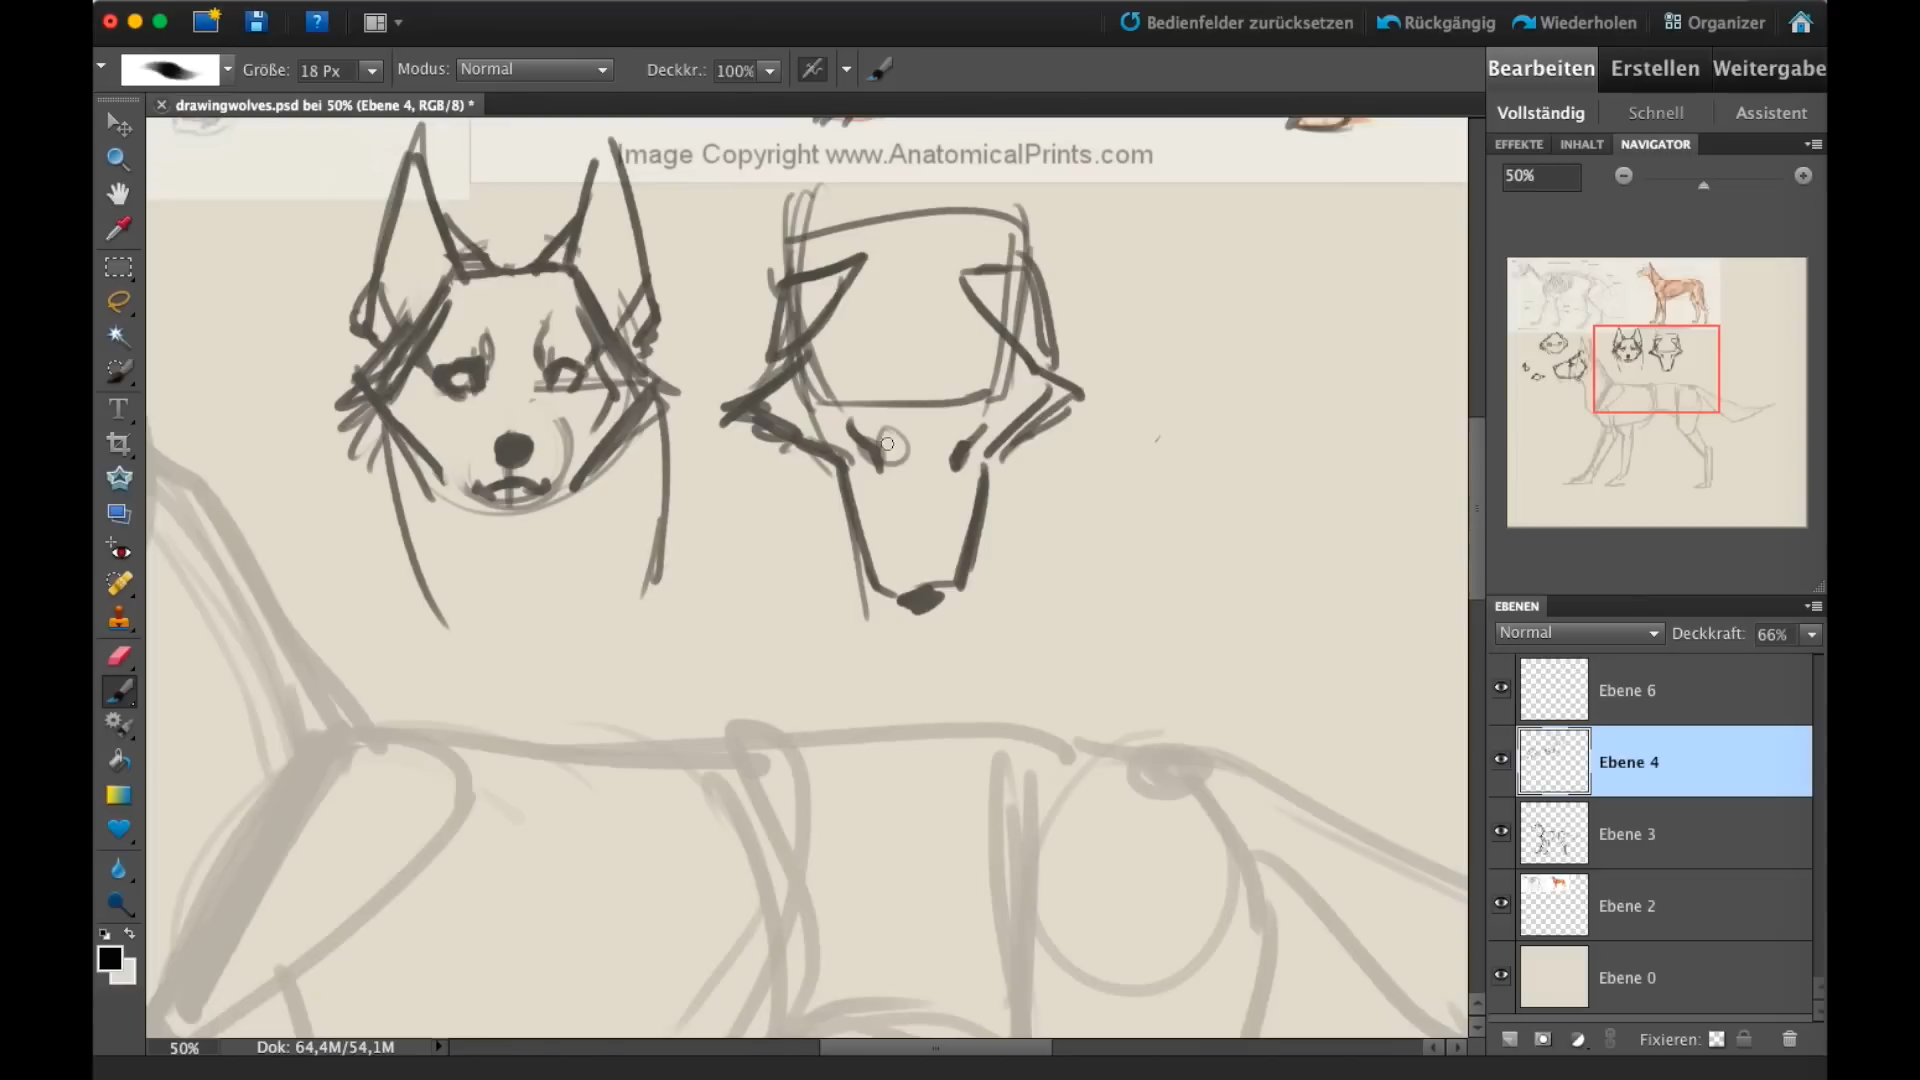 Bedienfelder zurücksetzen Rückgängig Wiederholen Organizer
Größe: 18 Px Modus: Normal Deckkr.: 100%
Bearbeiten Erstellen Weitergabe
drawingwolves.psd bei 50% (Ebene 4, RGB/8) *
Vollständig Schnell Assistent
EFFEKTE INHALT NAVIGATOR
50%
Image Copyright www.AnatomicalPrints.com
EBENEN
Normal Deckkraft: 66%
Ebene 6
Ebene 4
Ebene 3
Ebene 2
Ebene 0
Fixieren:
50% Dok: 64,4M/54,1M